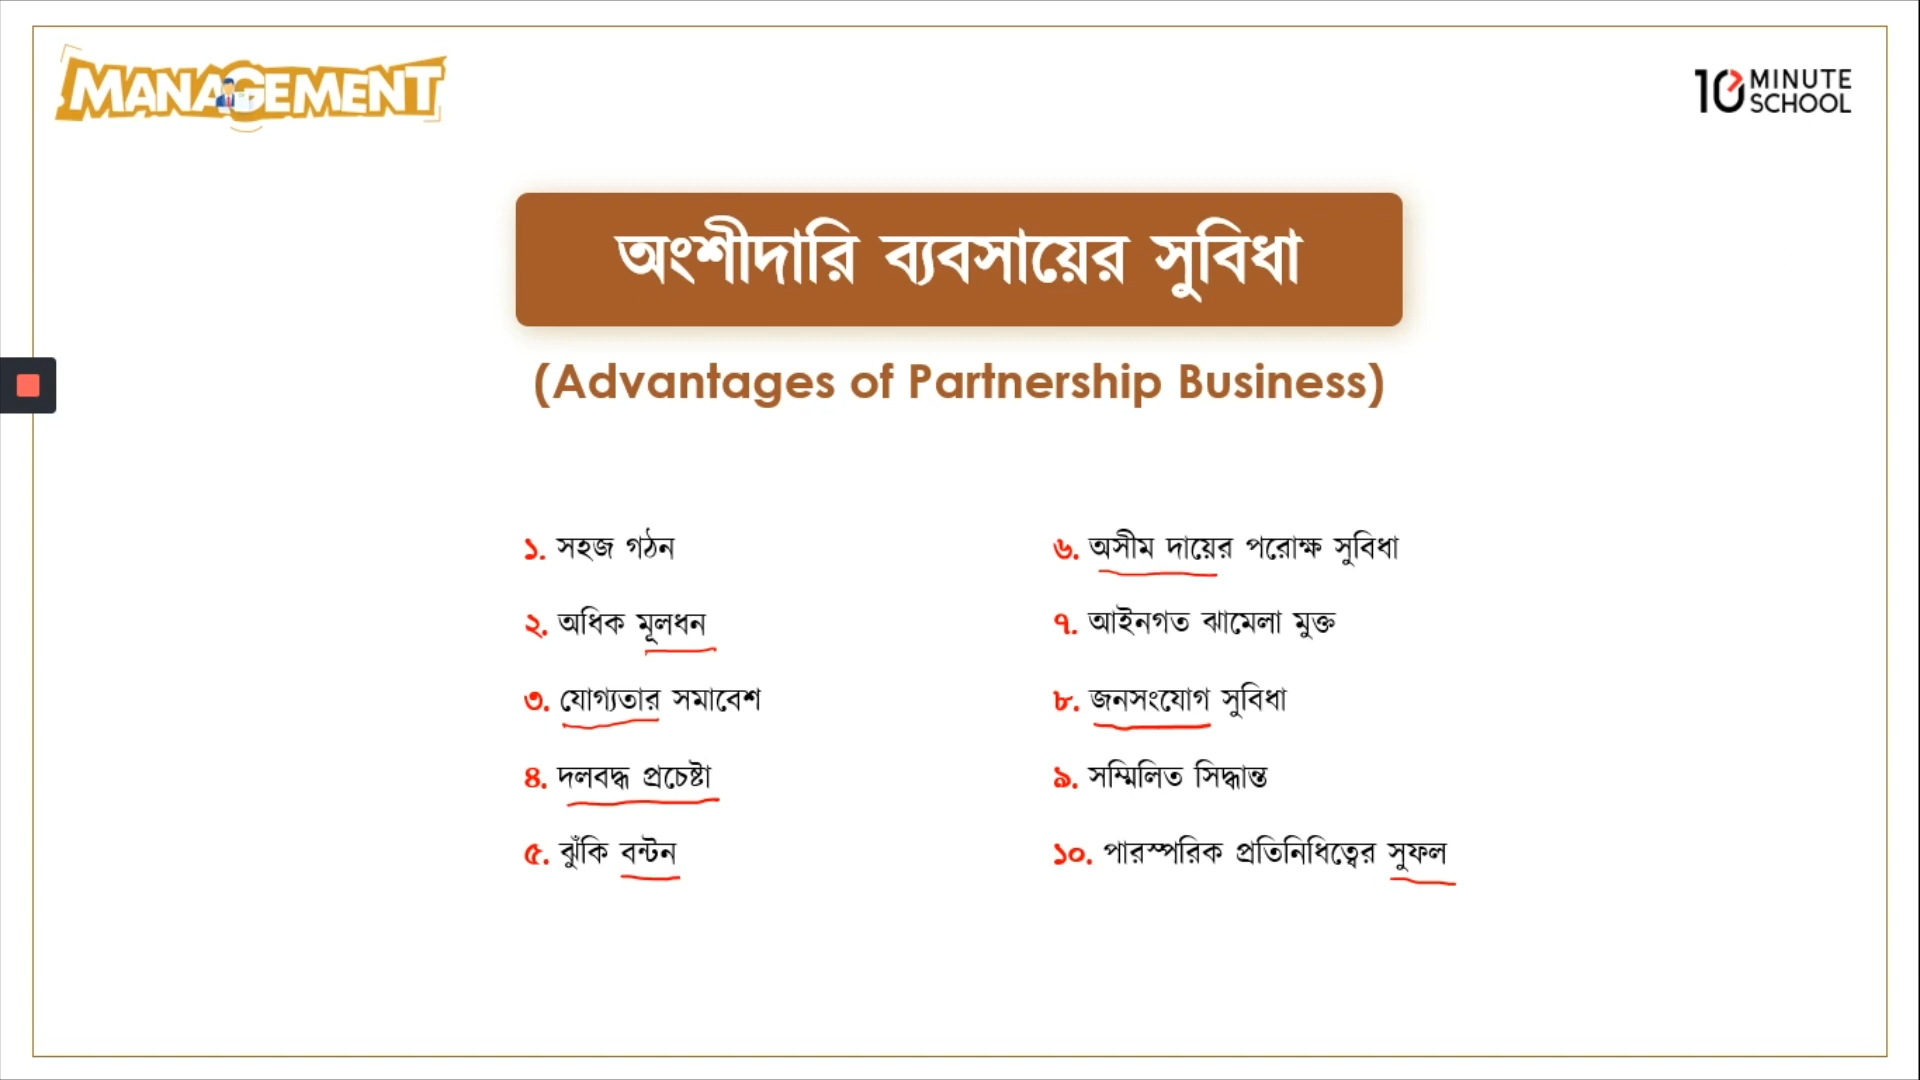 MANAGEMENT
10 MINUTE SCHOOL
অংশীদারি ব্যবসায়ের সুবিধা
(Advantages of Partnership Business)
১. সহজ গঠন
২. অধিক মূলধন
৩. যোগ্যতার সমাবেশ
৪. দলবদ্ধ প্রচেষ্টা
৫. ঝুঁকি বন্টন
৬. অসীম দায়ের পরোক্ষ সুবিধা
৭. আইনগত ঝামেলা মুক্ত
৮. জনসংযোগ সুবিধা
৯. সম্মিলিত সিদ্ধান্ত
১০. পারস্পরিক প্রতিনিধিত্বের সুফল